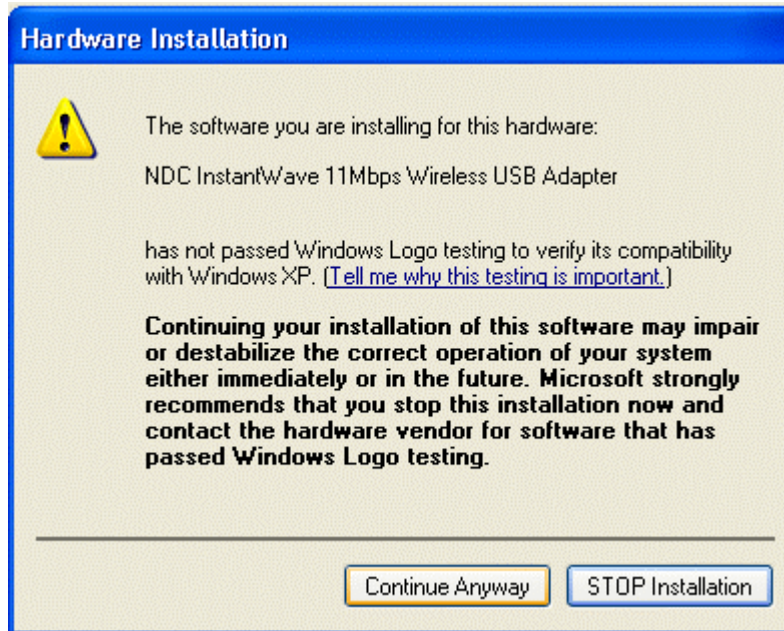 Hardware Installation
The software you are installing for this hardware:
NDC InstantWave 11Mbps Wireless USB Adapter
has not passed Windows Logo testing to verify its compatibility
with Windows XP. (Tell me why this testing is important.)
Continuing your installation of this software may impair
or destabilize the correct operation of your system
either immediately or in the future. Microsoft strongly
recommends that you stop this installation now and
contact the hardware vendor for software that has
passed Windows Logo testing.
Continue Anyway
STOP Installation